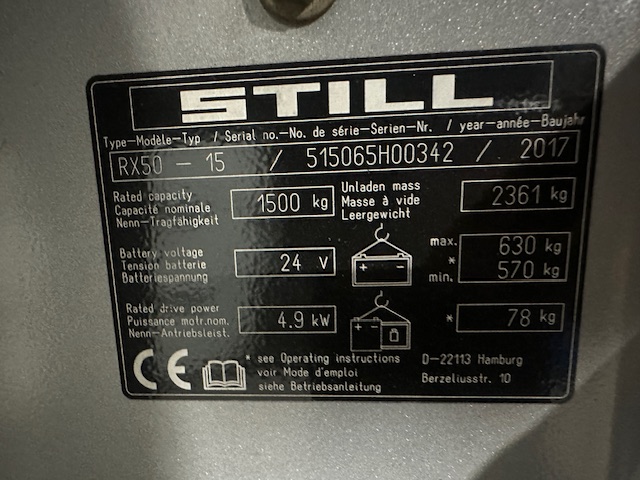 STILL
Type-Modèle-Typ / Serial no.-No. de série-Serien-Nr. / year-année-Baujahr
RX50 - 15 / 515065H00342 / 2017
Rated capacity
Capacité nominale
Nenn-Tragfähigkeit
1500 kg
Unladen mass
Masse à vide
Leergewicht
2361 kg
Battery voltage
Tension batterie
Batteriespannung
24 V
+ -
max. 630 kg
*
min. 570 kg
Rated drive power
Puissance motr.nom.
Nenn-Antriebsleist.
4.9 kW
+ -
* 78 kg
CE
* see Operating instructions
voir Mode d'emploi
siehe Betriebsanleitung
D-22113 Hamburg
Berzeliusstr. 10